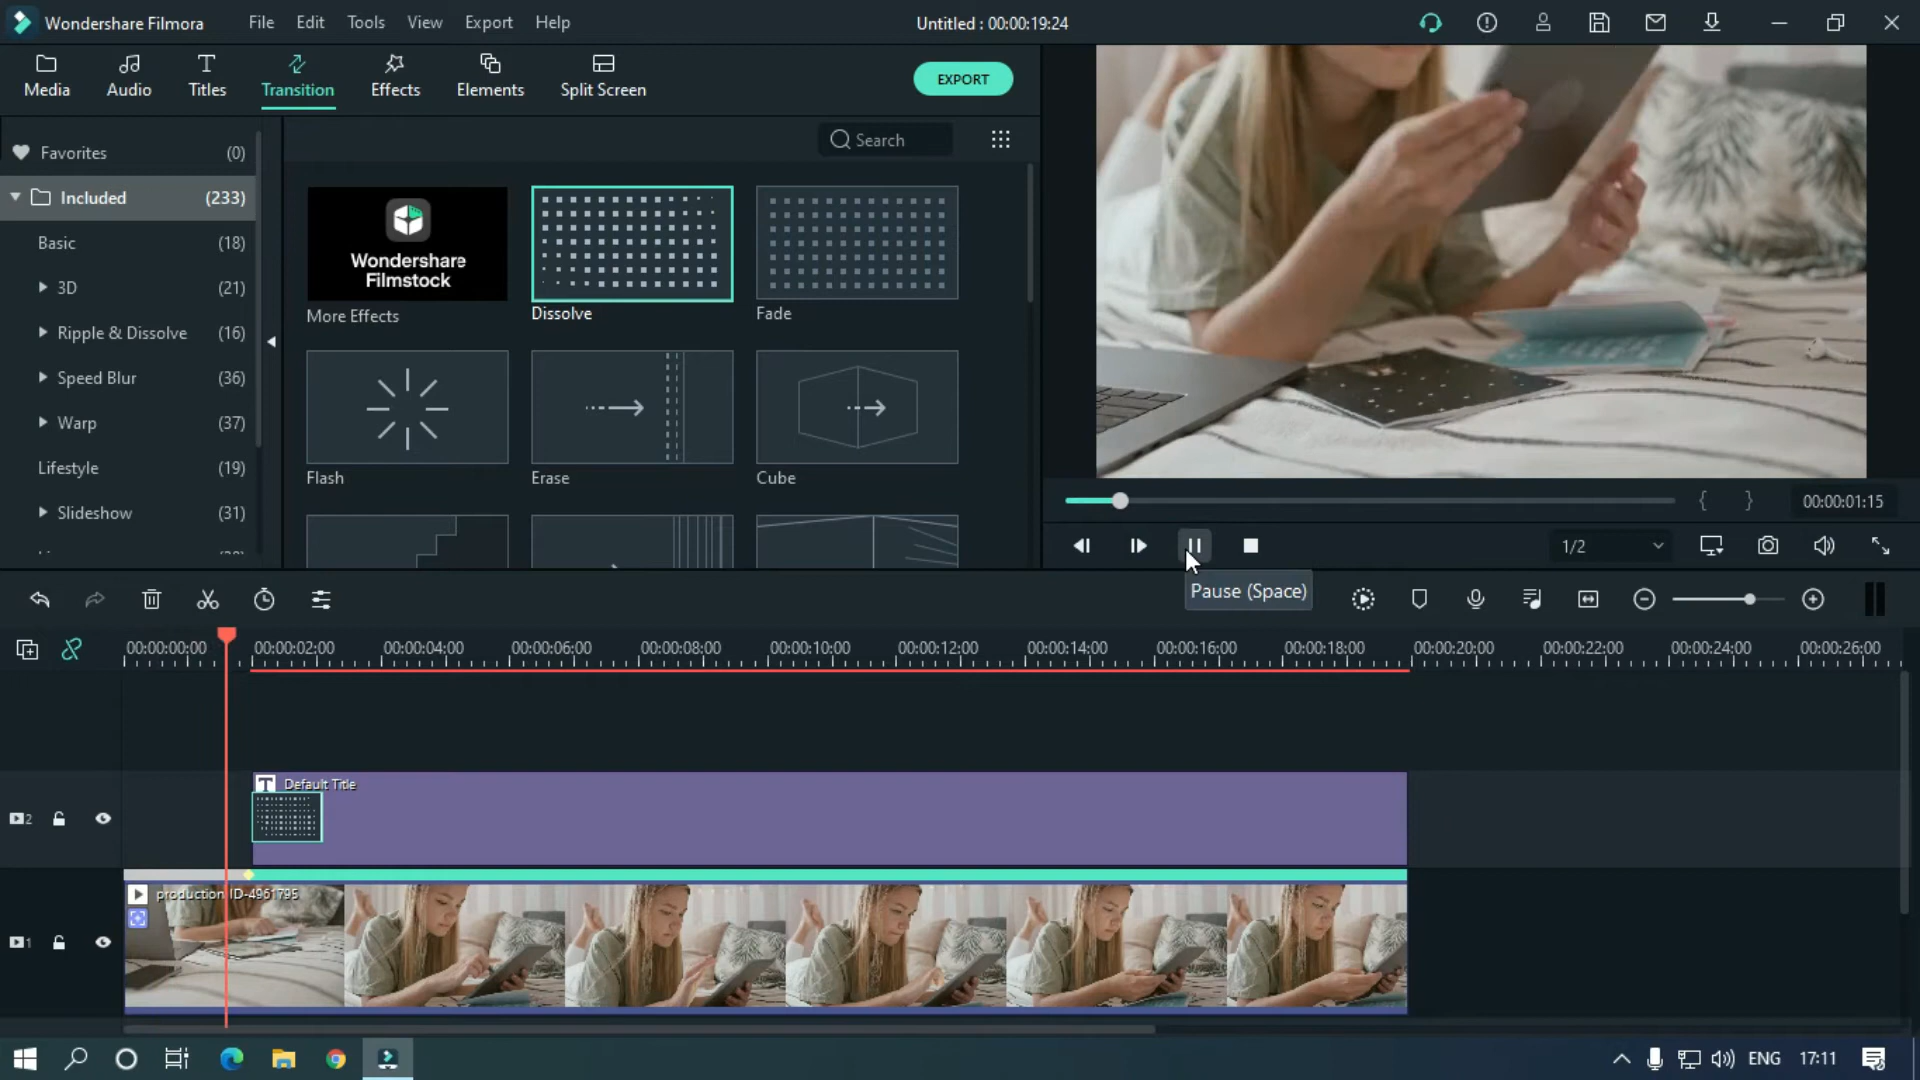 Wondershare Filmora File Edit Tools View Export Help Untitled : 00:00:19:24
Media Audio Titles Transition Effects Elements Split Screen EXPORT
Favorites (0) Search
Included (233)
Basic (18)
3D (21)
Ripple & Dissolve (16)
Speed Blur (36)
Warp (37)
Lifestyle (19)
Slideshow (31)
Wondershare
Filmstock
More Effects Dissolve Fade
Flash Erase Cube
{ } 00:00:01:15
1/2
Pause (Space)
00:00:00:00 00:00:02:00 00:00:04:00 00:00:06:00 00:00:08:00 00:00:10:00 00:00:12:00 00:00:14:00 00:00:16:00 00:00:18:00 00:00:20:00 00:00:22:00 00:00:24:00 00:00:26:00
T Default Title
2
production ID-4961795
1
ENG 17:11